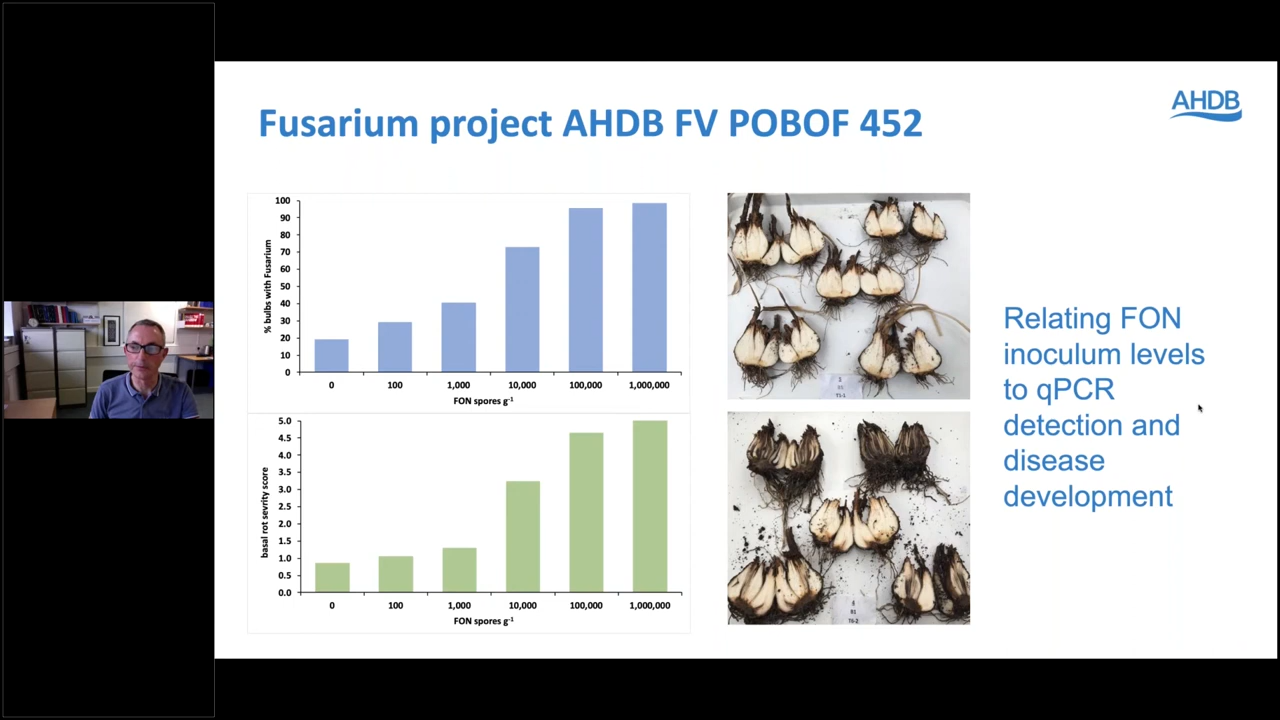 Fusarium project AHDB FV POBOF 452
AHDB
100
90
80
70
60
50
40
30
20
10
0
% bulbs with Fusarium
0 100 1,000 10,000 100,000 1,000,000
FON spores g-1
5.0
4.5
4.0
3.5
3.0
2.5
2.0
1.5
1.0
0.5
0.0
basal rot sevrity score
0 100 1,000 10,000 100,000 1,000,000
FON spores g-1
Relating FON
inoculum levels
to qPCR
detection and
disease
development